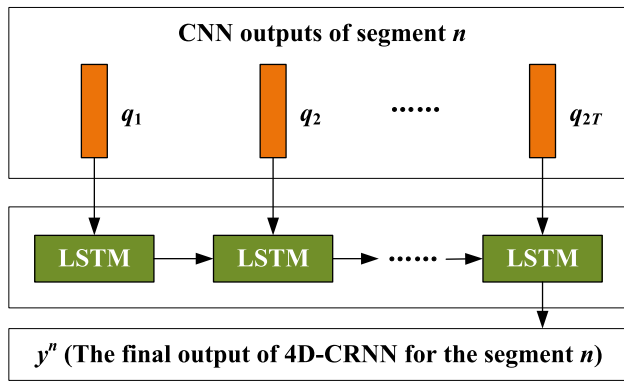 CNN outputs of segment n
q1 q2 ...... q2T
LSTM LSTM ...... LSTM
y^n (The final output of 4D-CRNN for the segment n)